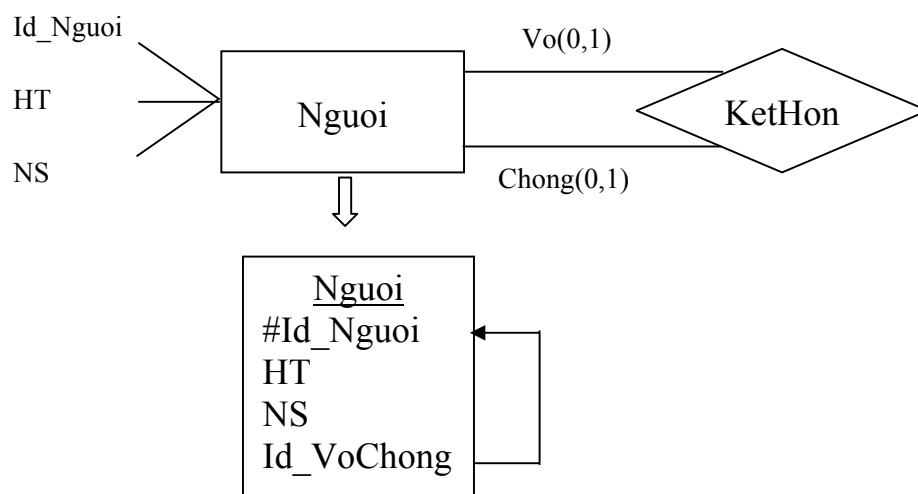 Id_Nguoi
HT
NS
Nguoi
Vo(0,1)
Chong(0,1)
KetHon
Nguoi
#Id_Nguoi
HT
NS
Id_VoChong